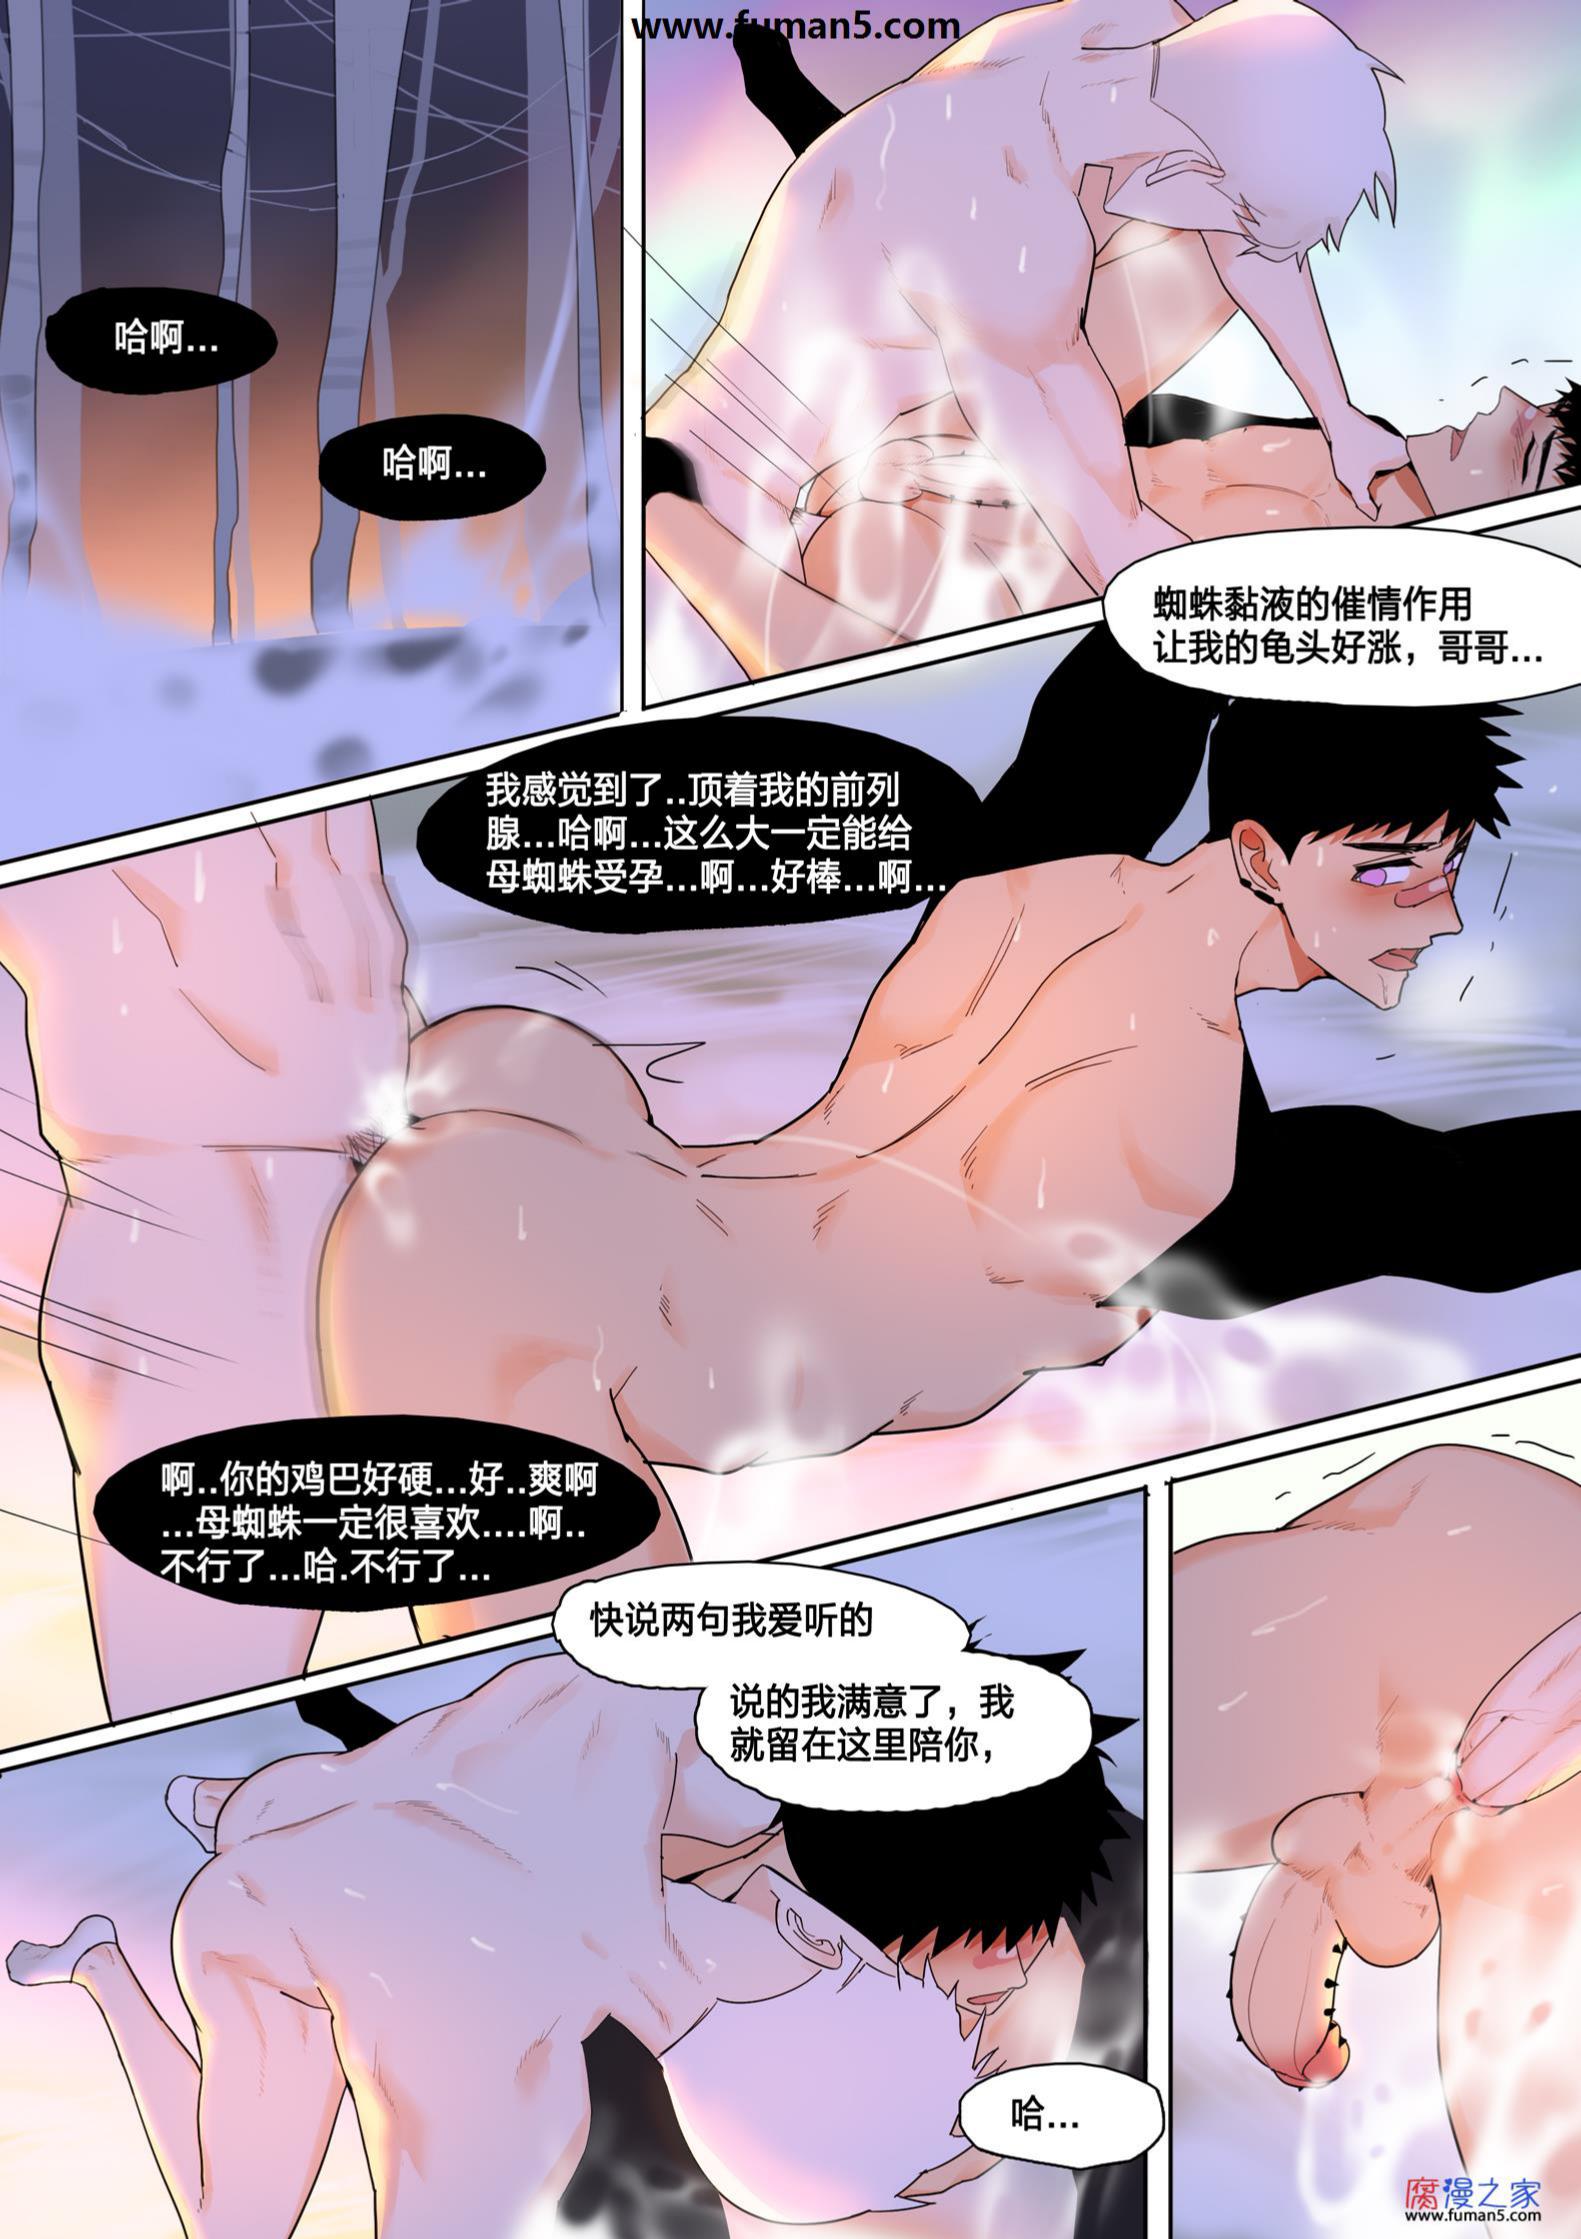 www.fuman5.com
哈啊...
哈啊...
蜘蛛黏液的催情作用
让我的龟头好涨，哥哥...
我感觉到了..顶着我的前列
腺...哈啊...这么大一定能给
母蜘蛛受孕...啊...好棒...啊...
啊..你的鸡巴好硬...好..爽啊
...母蜘蛛一定很喜欢....啊..
不行了...哈.不行了...
快说两句我爱听的
说的我满意了，我
就留在这里陪你，
哈...
腐漫之家
www.fuman5.com